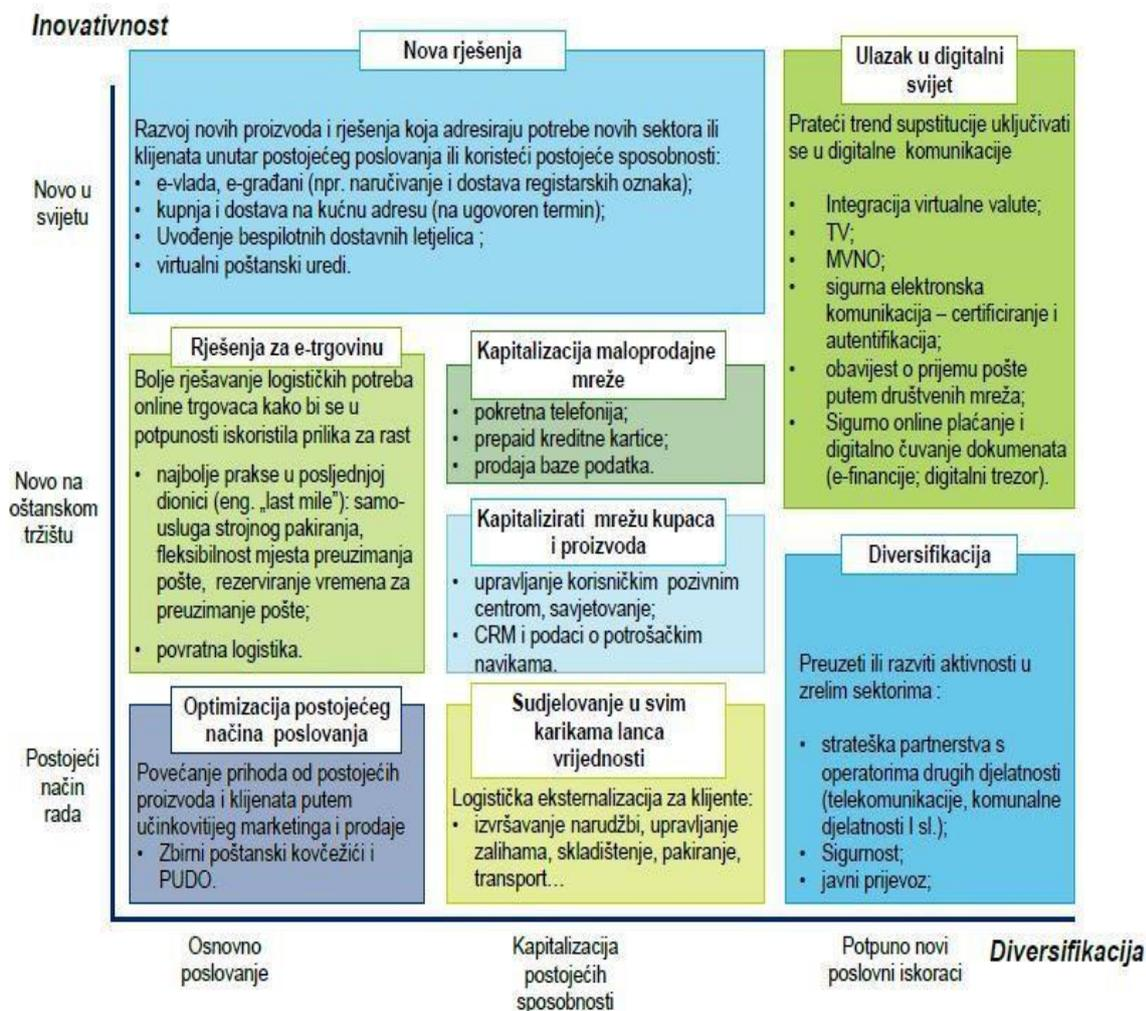 Inovativnost
Nova rješenja
Razvoj novih proizvoda i rješenja koja adresiraju potrebe novih sektora ili
klijenata unutar postojećeg poslovanja ili koristeći postojeće sposobnosti:
• e-vlada, e-građani (npr. naručivanje i dostava registarskih oznaka);
• kupnja i dostava na kućnu adresu (na ugovoren termin);
• Uvođenje bespilotnih dostavnih letjelica ;
• virtualni poštanski uredi.
Ulazak u digitalni
svijet
Prateći trend supstitucije uključivati
se u digitalne komunikacije
• Integracija virtualne valute;
• TV;
• MVNO;
• sigurna elektronska
komunikacija – certificiranje i
autentifikacija;
• obavijest o prijemu pošte
putem društvenih mreža;
• Sigurno online plaćanje i
digitalno čuvanje dokumenata
(e-financije; digitalni trezor).
Novo u
svijetu
Rješenja za e-trgovinu
Bolje rješavanje logističkih potreba
online trgovaca kako bi se u
potpunosti iskoristila prilika za rast
• najbolje prakse u posljednjoj
dionici (eng. „last mile”): samo-
usluga strojnog pakiranja,
fleksibilnost mjesta preuzimanja
pošte, rezerviranje vremena za
preuzimanje pošte;
• povratna logistika.
Kapitalizacija maloprodajne
mreže
• pokretna telefonija;
• prepaid kreditne kartice;
• prodaja baze podatka.
Novo na
oštanskom
tržištu
Kapitalizirati mrežu kupaca
i proizvoda
• upravljanje korisničkim pozivnim
centrom, savjetovanje;
• CRM i podaci o potrošačkim
navikama.
Diversifikacija
Preuzeti ili razviti aktivnosti u
zrelim sektorima :
• strateška partnerstva s
operatorima drugih djelatnosti
(telekomunikacije, komunalne
djelatnosti I sl.);
• Sigurnost;
• javni prijevoz;
Postojeći
način
rada
Optimizacija postojećeg
načina poslovanja
Povećanje prihoda od postojećih
proizvoda i klijenata putem
učinkovitijeg marketinga i prodaje
• Zbirni poštanski kovčežići i
PUDO.
Sudjelovanje u svim
karikama lanca
vrijednosti
Logistička eksternalizacija za klijente:
• izvršavanje narudžbi, upravljanje
zalihama, skladištenje, pakiranje,
transport…
Osnovno
poslovanje
Kapitalizacija
postojećih
sposobnosti
Potpuno novi
poslovni iskoraci
Diversifikacija